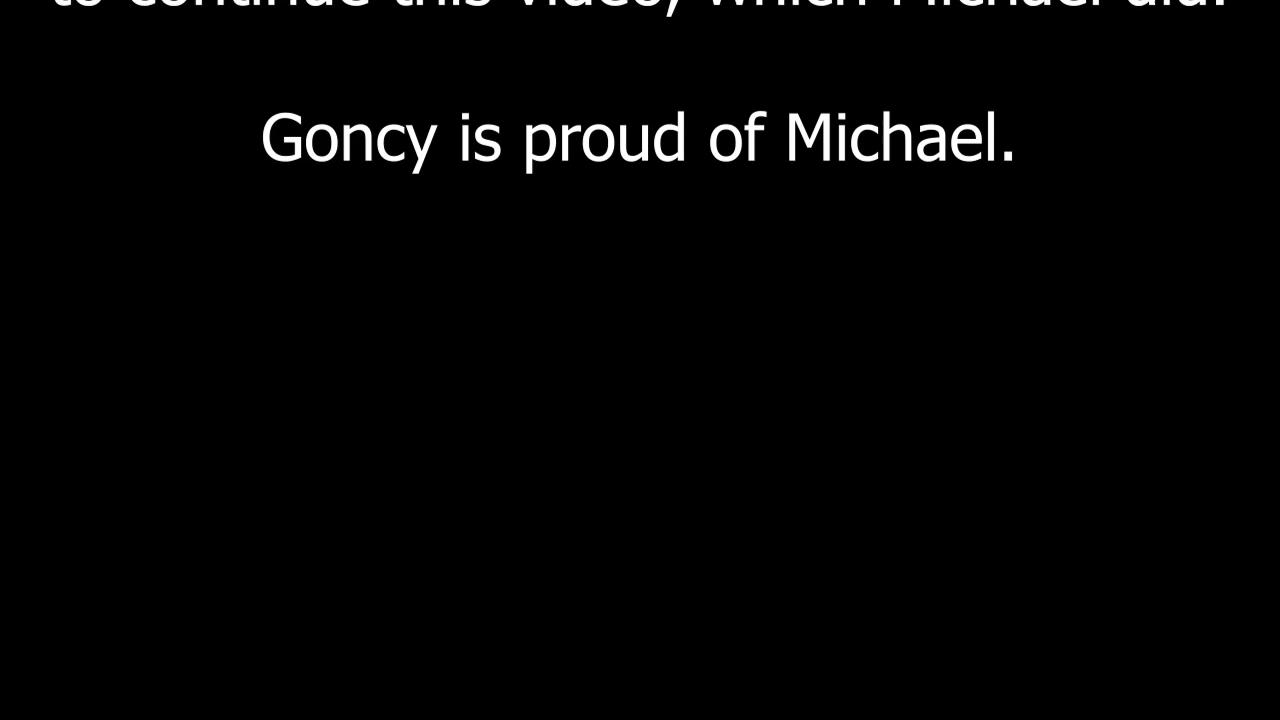 to continue this video, which Michael did.
Goncy is proud of Michael.